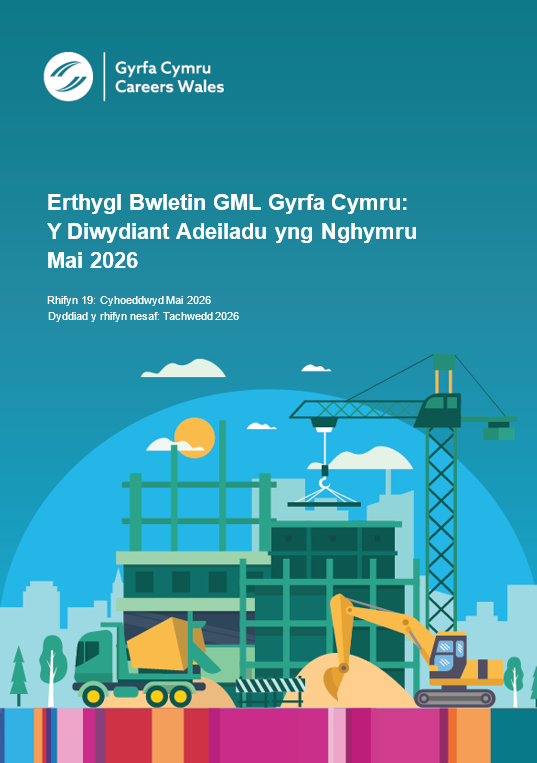 Gyrfa Cymru
Careers Wales
Erthygl Bwletin GML Gyrfa Cymru:
Y Diwydiant Adeiladu yng Nghymru
Mai 2026
Rhifyn 19: Cyhoeddwyd Mai 2026
Dyddiad y rhifyn nesaf: Tachwedd 2026